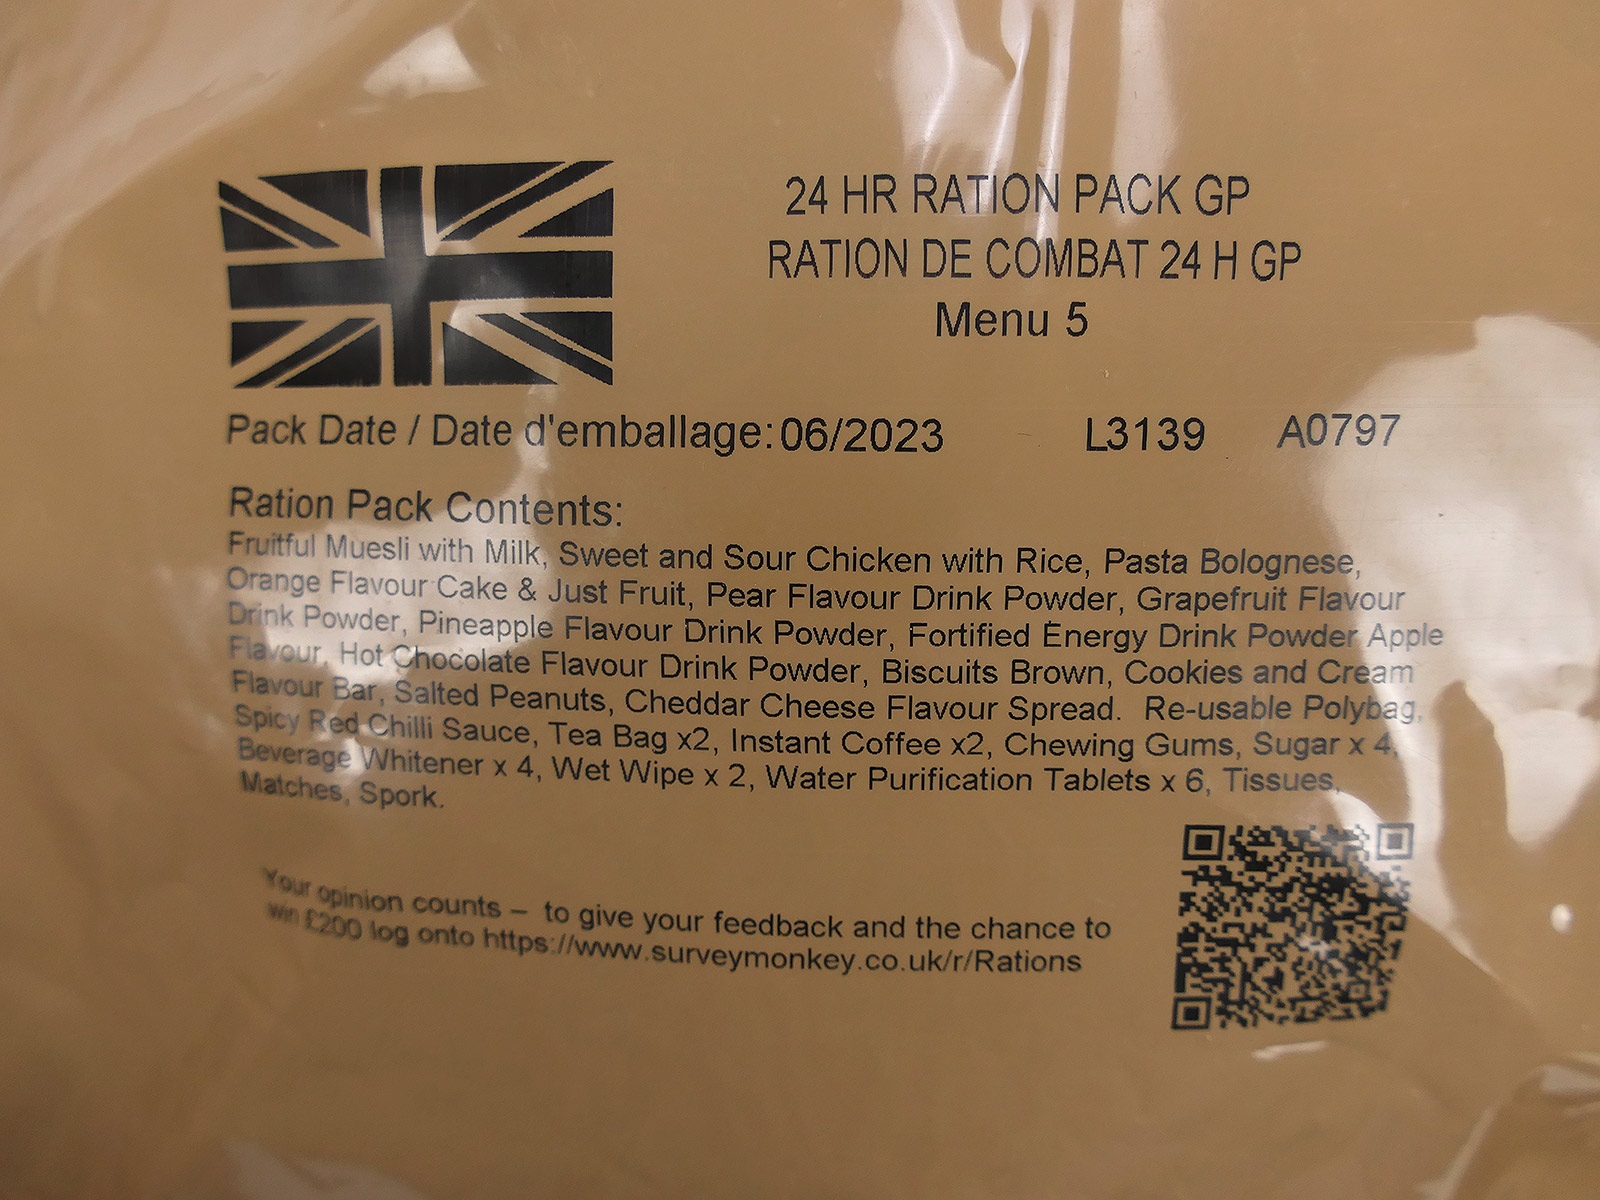 24 HR RATION PACK GP
RATION DE COMBAT 24 H GP
Menu 5
Pack Date / Date d'emballage: 06/2023 L3139 A0797
Ration Pack Contents:
Fruitful Muesli with Milk, Sweet and Sour Chicken with Rice, Pasta Bolognese,
Orange Flavour Cake & Just Fruit, Pear Flavour Drink Powder, Grapefruit Flavour
Drink Powder, Pineapple Flavour Drink Powder, Fortified Energy Drink Powder Apple
Flavour, Hot Chocolate Flavour Drink Powder, Biscuits Brown, Cookies and Cream
Flavour Bar, Salted Peanuts, Cheddar Cheese Flavour Spread. Re-usable Polybag,
Spicy Red Chilli Sauce, Tea Bag x2, Instant Coffee x2, Chewing Gums, Sugar x 4,
Beverage Whitener x 4, Wet Wipe x 2, Water Purification Tablets x 6, Tissues,
Matches, Spork.
Your opinion counts – to give your feedback and the chance to
win £200 log onto https://www.surveymonkey.co.uk/r/Rations